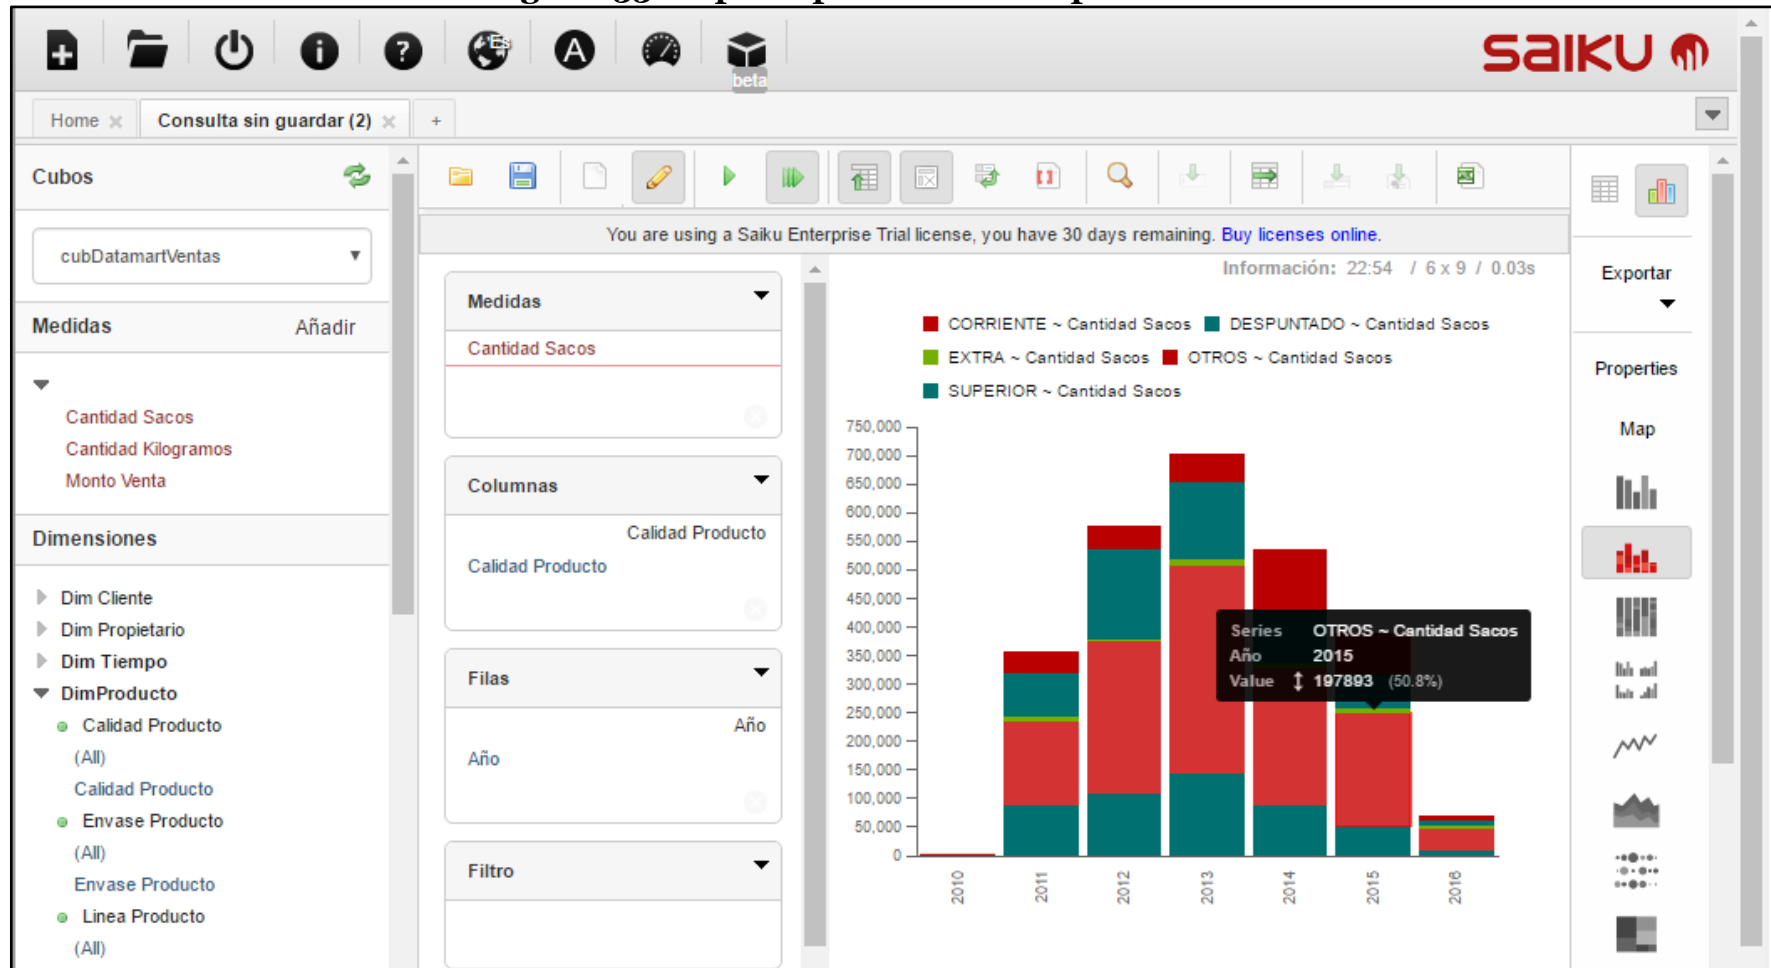 Es
beta
saiku
Home
Consulta sin guardar (2)
+
Cubos
cubDatamartVentas
Medidas Añadir
Cantidad Sacos
Cantidad Kilogramos
Monto Venta
Dimensiones
Dim Cliente
Dim Propietario
Dim Tiempo
DimProducto
Calidad Producto
(All)
Calidad Producto
Envase Producto
(All)
Envase Producto
Linea Producto
(All)
You are using a Saiku Enterprise Trial license, you have 30 days remaining. Buy licenses online.
Medidas
Cantidad Sacos
Columnas
Calidad Producto
Calidad Producto
Filas
Año
Año
Filtro
Información: 22:54 / 6 x 9 / 0.03s
CORRIENTE ~ Cantidad Sacos DESPUNTADO ~ Cantidad Sacos
EXTRA ~ Cantidad Sacos OTROS ~ Cantidad Sacos
SUPERIOR ~ Cantidad Sacos
750,000
700,000
650,000
600,000
550,000
500,000
450,000
400,000
350,000
300,000
250,000
200,000
150,000
100,000
50,000
0
Series OTROS ~ Cantidad Sacos
Año 2015
Value 197893 (50.8%)
2010
2011
2012
2013
2014
2015
2016
Exportar
Properties
Map